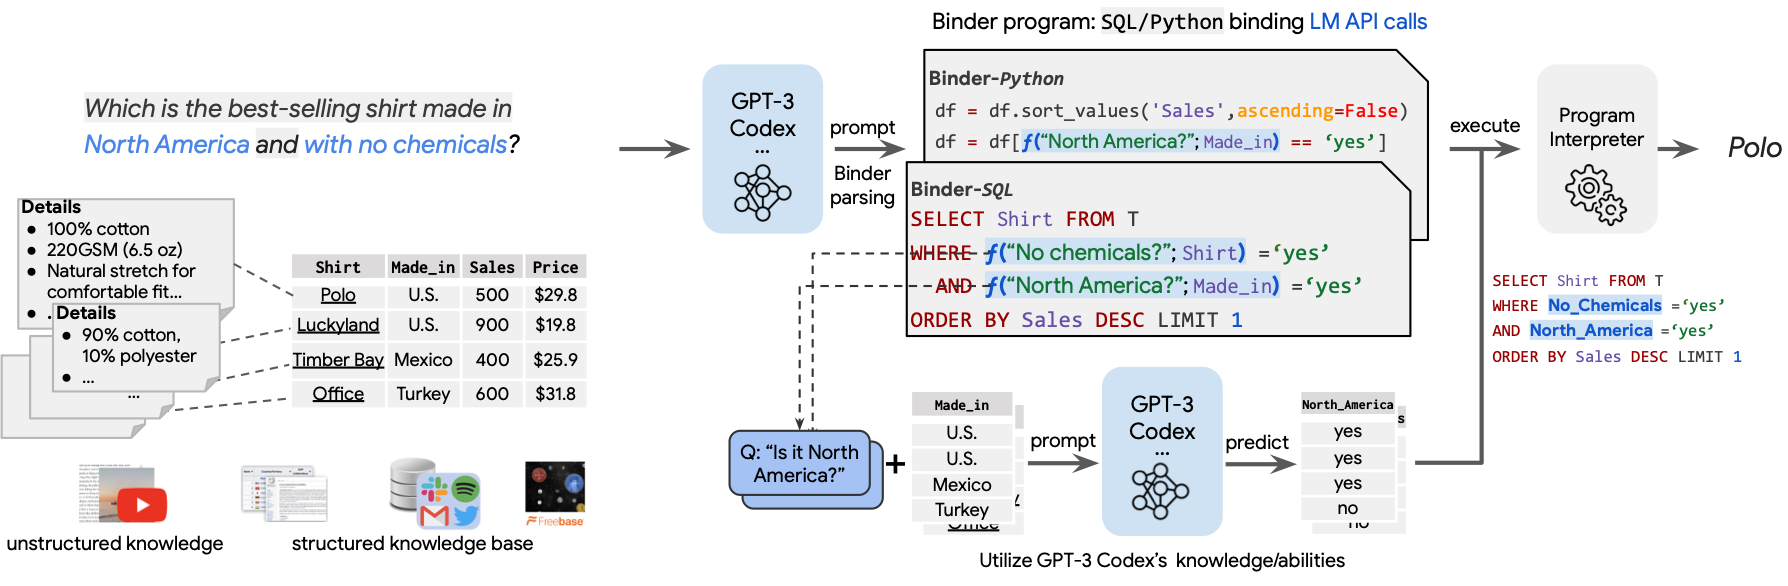 Which is the best-selling shirt made in
North America and with no chemicals?
Details
● 100% cotton
● 220GSM (6.5 oz)
● Natural stretch for
comfortable fit...
● .
Details
● 90% cotton,
10% polyester
● ...
...
Shirt Made_in Sales Price
Polo U.S. 500 $29.8
Luckyland U.S. 900 $19.8
Timber Bay Mexico 400 $25.9
Office Turkey 600 $31.8
Freebase
unstructured knowledge
structured knowledge base
GPT-3
Codex
...
prompt
Binder
parsing
Binder program: SQL/Python binding LM API calls
Binder-Python
df = df.sort_values('Sales',ascending=False)
df = df[ƒ(“North America?”; Made_in) == ‘yes’]
Binder-SQL
SELECT Shirt FROM T
WHERE ƒ(“No chemicals?”; Shirt) =‘yes’
AND ƒ(“North America?”; Made_in) =‘yes’
ORDER BY Sales DESC LIMIT 1
execute
Program
Interpreter
Polo
SELECT Shirt FROM T
WHERE No_Chemicals =‘yes’
AND North_America =‘yes’
ORDER BY Sales DESC LIMIT 1
Q: “Is it North
America?”
+
Made_in
U.S.
U.S.
Mexico
Turkey
Office
prompt
GPT-3
Codex
...
predict
North_America
s
yes
yes
yes
no
no
Utilize GPT-3 Codex’s knowledge/abilities